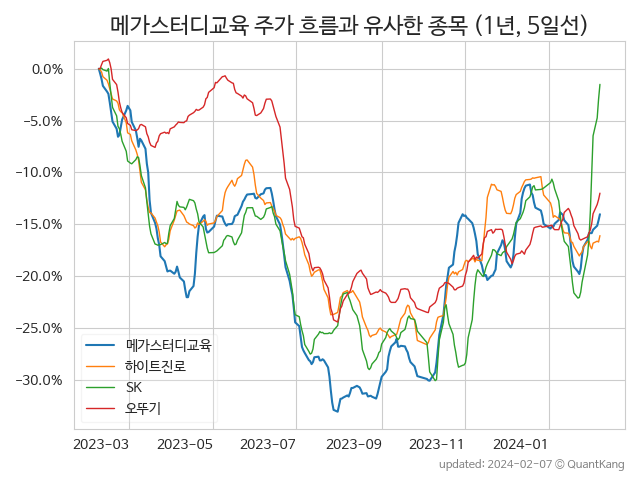 메가스터디교육 주가 흐름과 유사한 종목 (1년, 5일선)
0.0%
−5.0%
−10.0%
−15.0%
−20.0%
−25.0%
−30.0%
메가스터디교육
하이트진로
SK
오뚜기
2023-03 2023-05 2023-07 2023-09 2023-11 2024-01
updated: 2024-02-07 © QuantKang